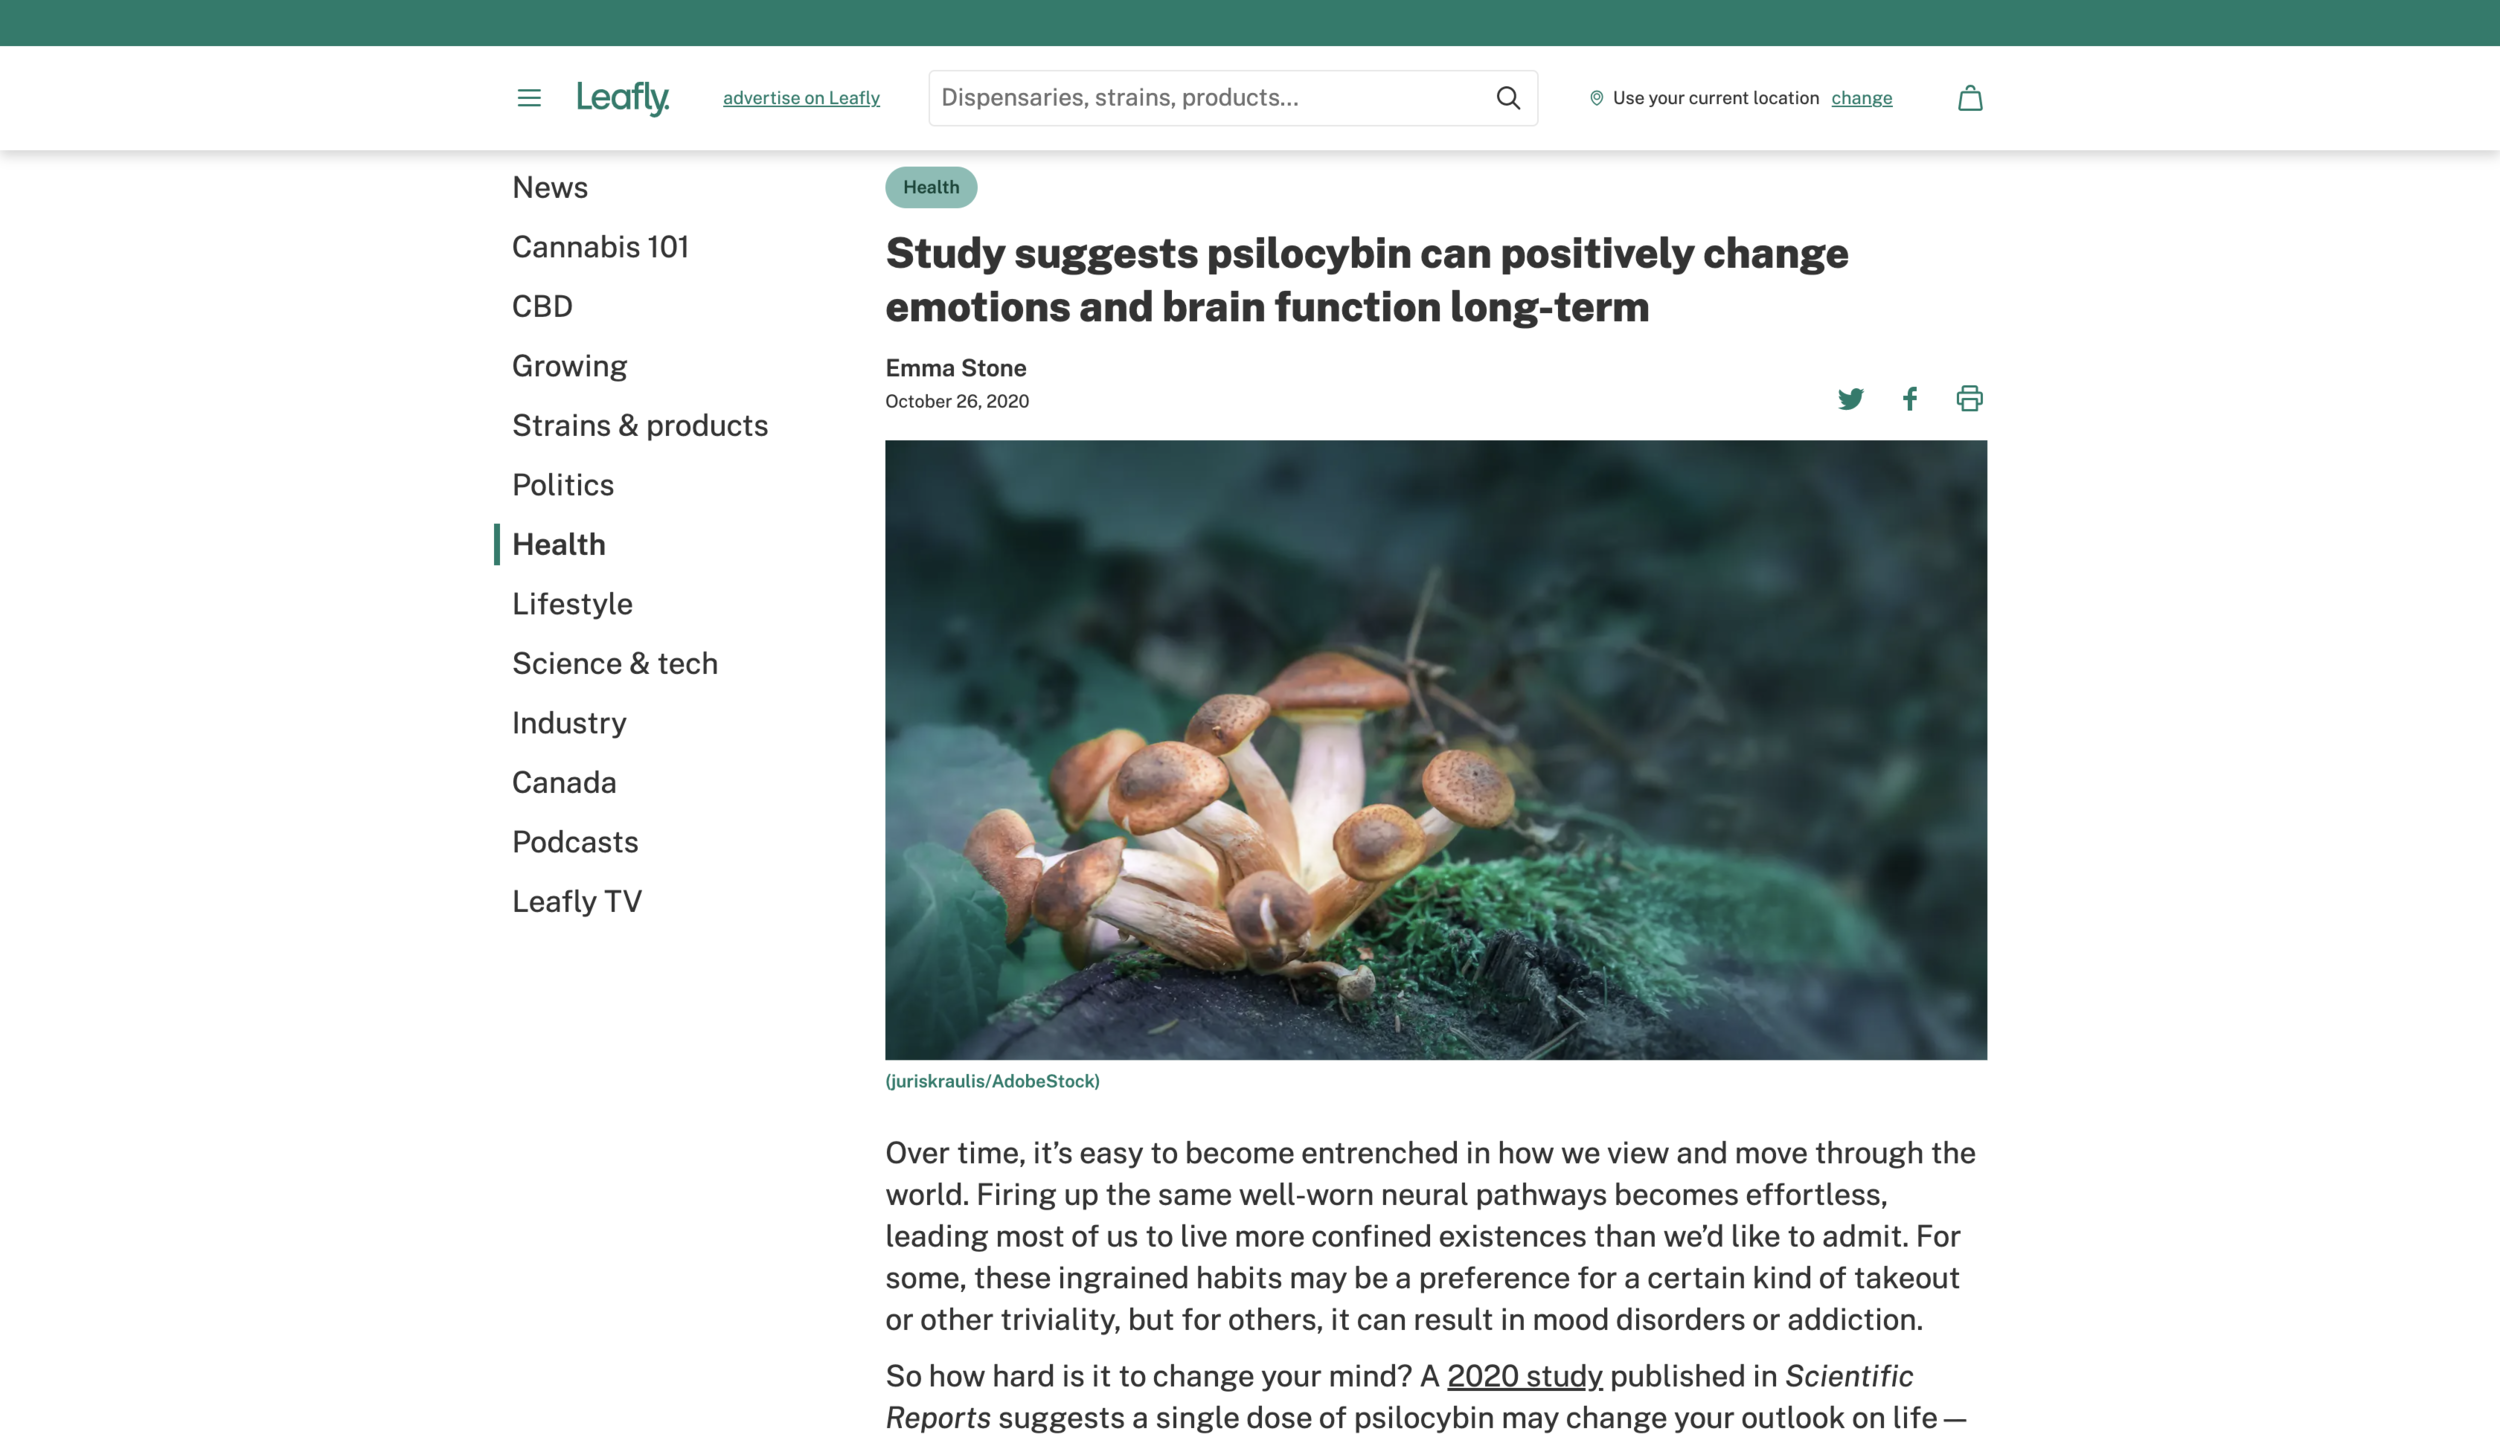 Leafly.
advertise on Leafly
Dispensaries, strains, products...
Use your current location change
News
Cannabis 101
CBD
Growing
Strains & products
Politics
Health
Lifestyle
Science & tech
Industry
Canada
Podcasts
Leafly TV
Health
Study suggests psilocybin can positively change
emotions and brain function long-term
Emma Stone
October 26, 2020
(juriskraulis/AdobeStock)
Over time, it’s easy to become entrenched in how we view and move through the
world. Firing up the same well-worn neural pathways becomes effortless,
leading most of us to live more confined existences than we’d like to admit. For
some, these ingrained habits may be a preference for a certain kind of takeout
or other triviality, but for others, it can result in mood disorders or addiction.
So how hard is it to change your mind? A 2020 study published in Scientific
Reports suggests a single dose of psilocybin may change your outlook on life—